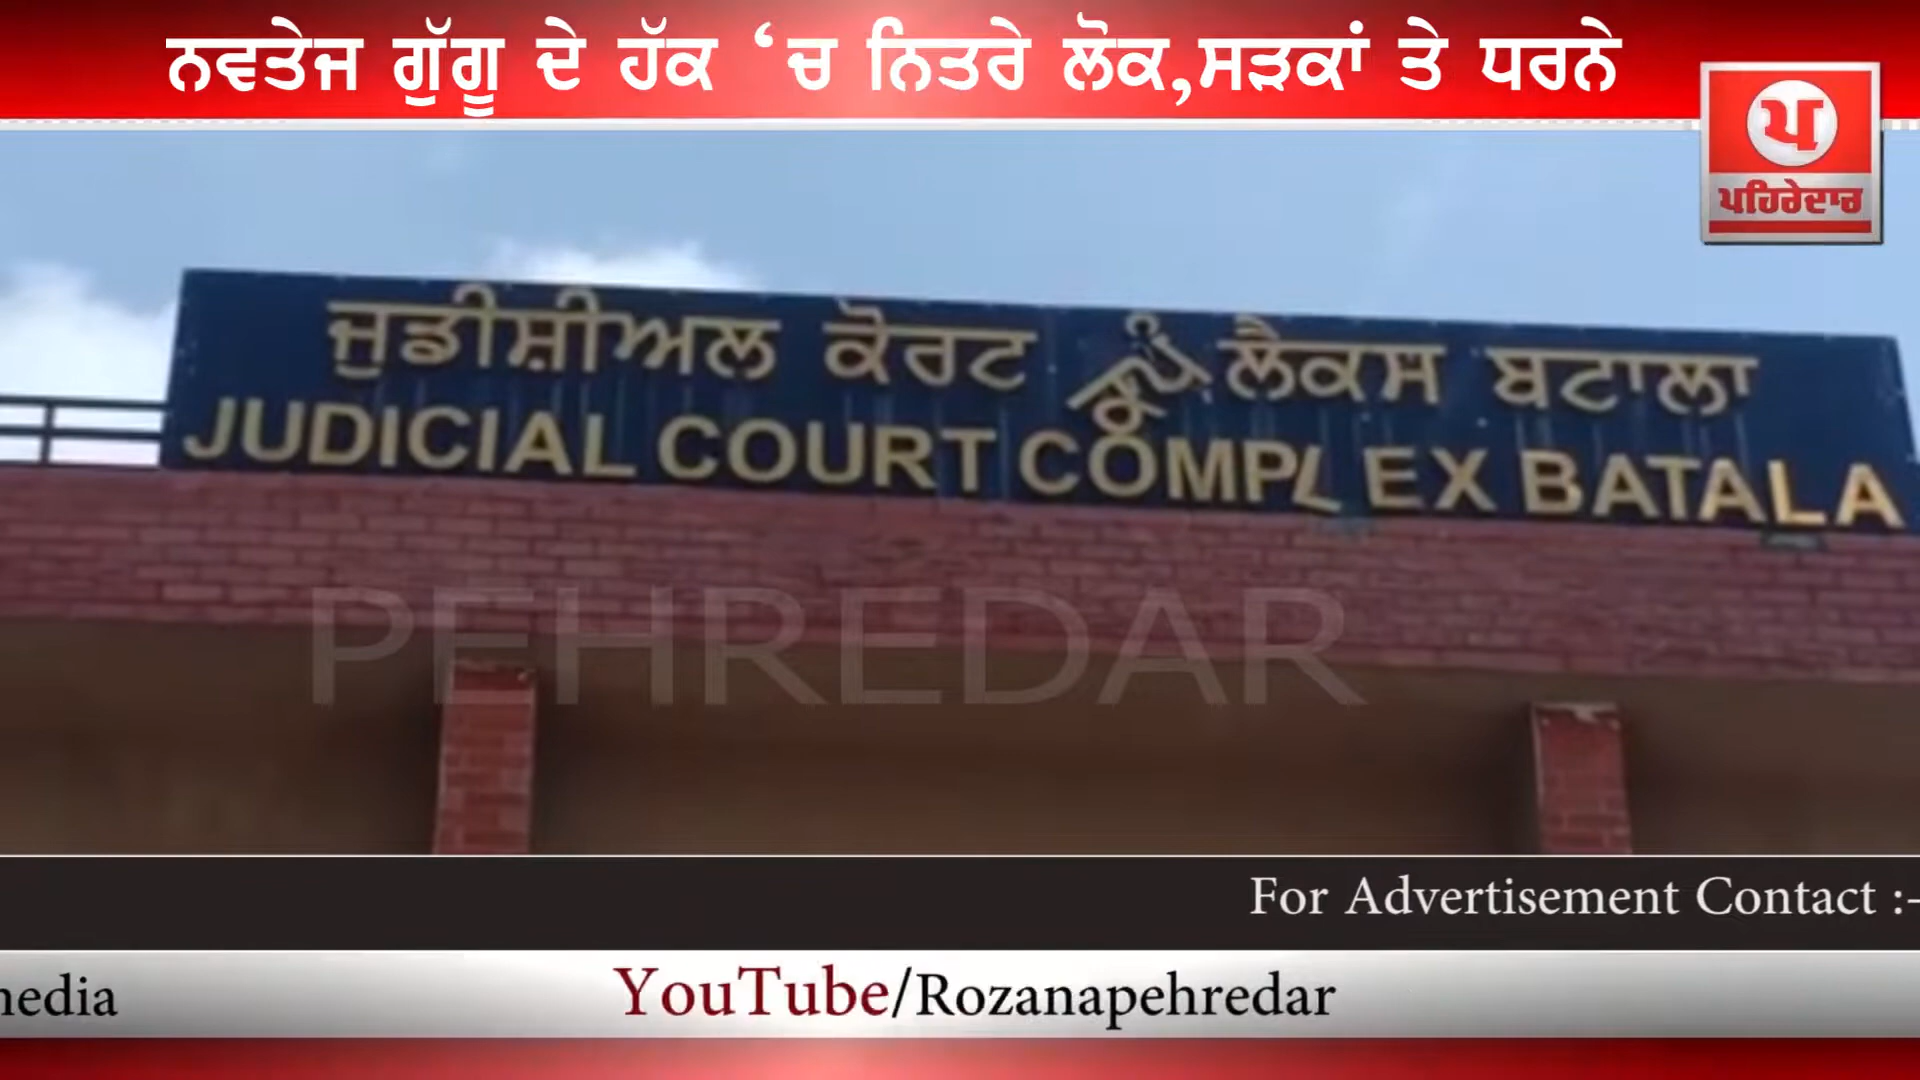 ਨਵਤੇਜ ਗੁੱਗੂ ਦੇ ਹੱਕ ‘ਚ ਨਿਤਰੇ ਲੋਕ,ਸੜਕਾਂ ਤੇ ਧਰਨੇ
ਪ
ਪਹਿਰੇਦਾਰ
ਜੁਡੀਸ਼ੀਅਲ ਕੋਰਟ ਕੰਪਲੈਕਸ ਬਟਾਲਾ
JUDICIAL COURT COMPLEX BATALA
PEHREDAR
For Advertisement Contact :-
YouTube/Rozanapehredar